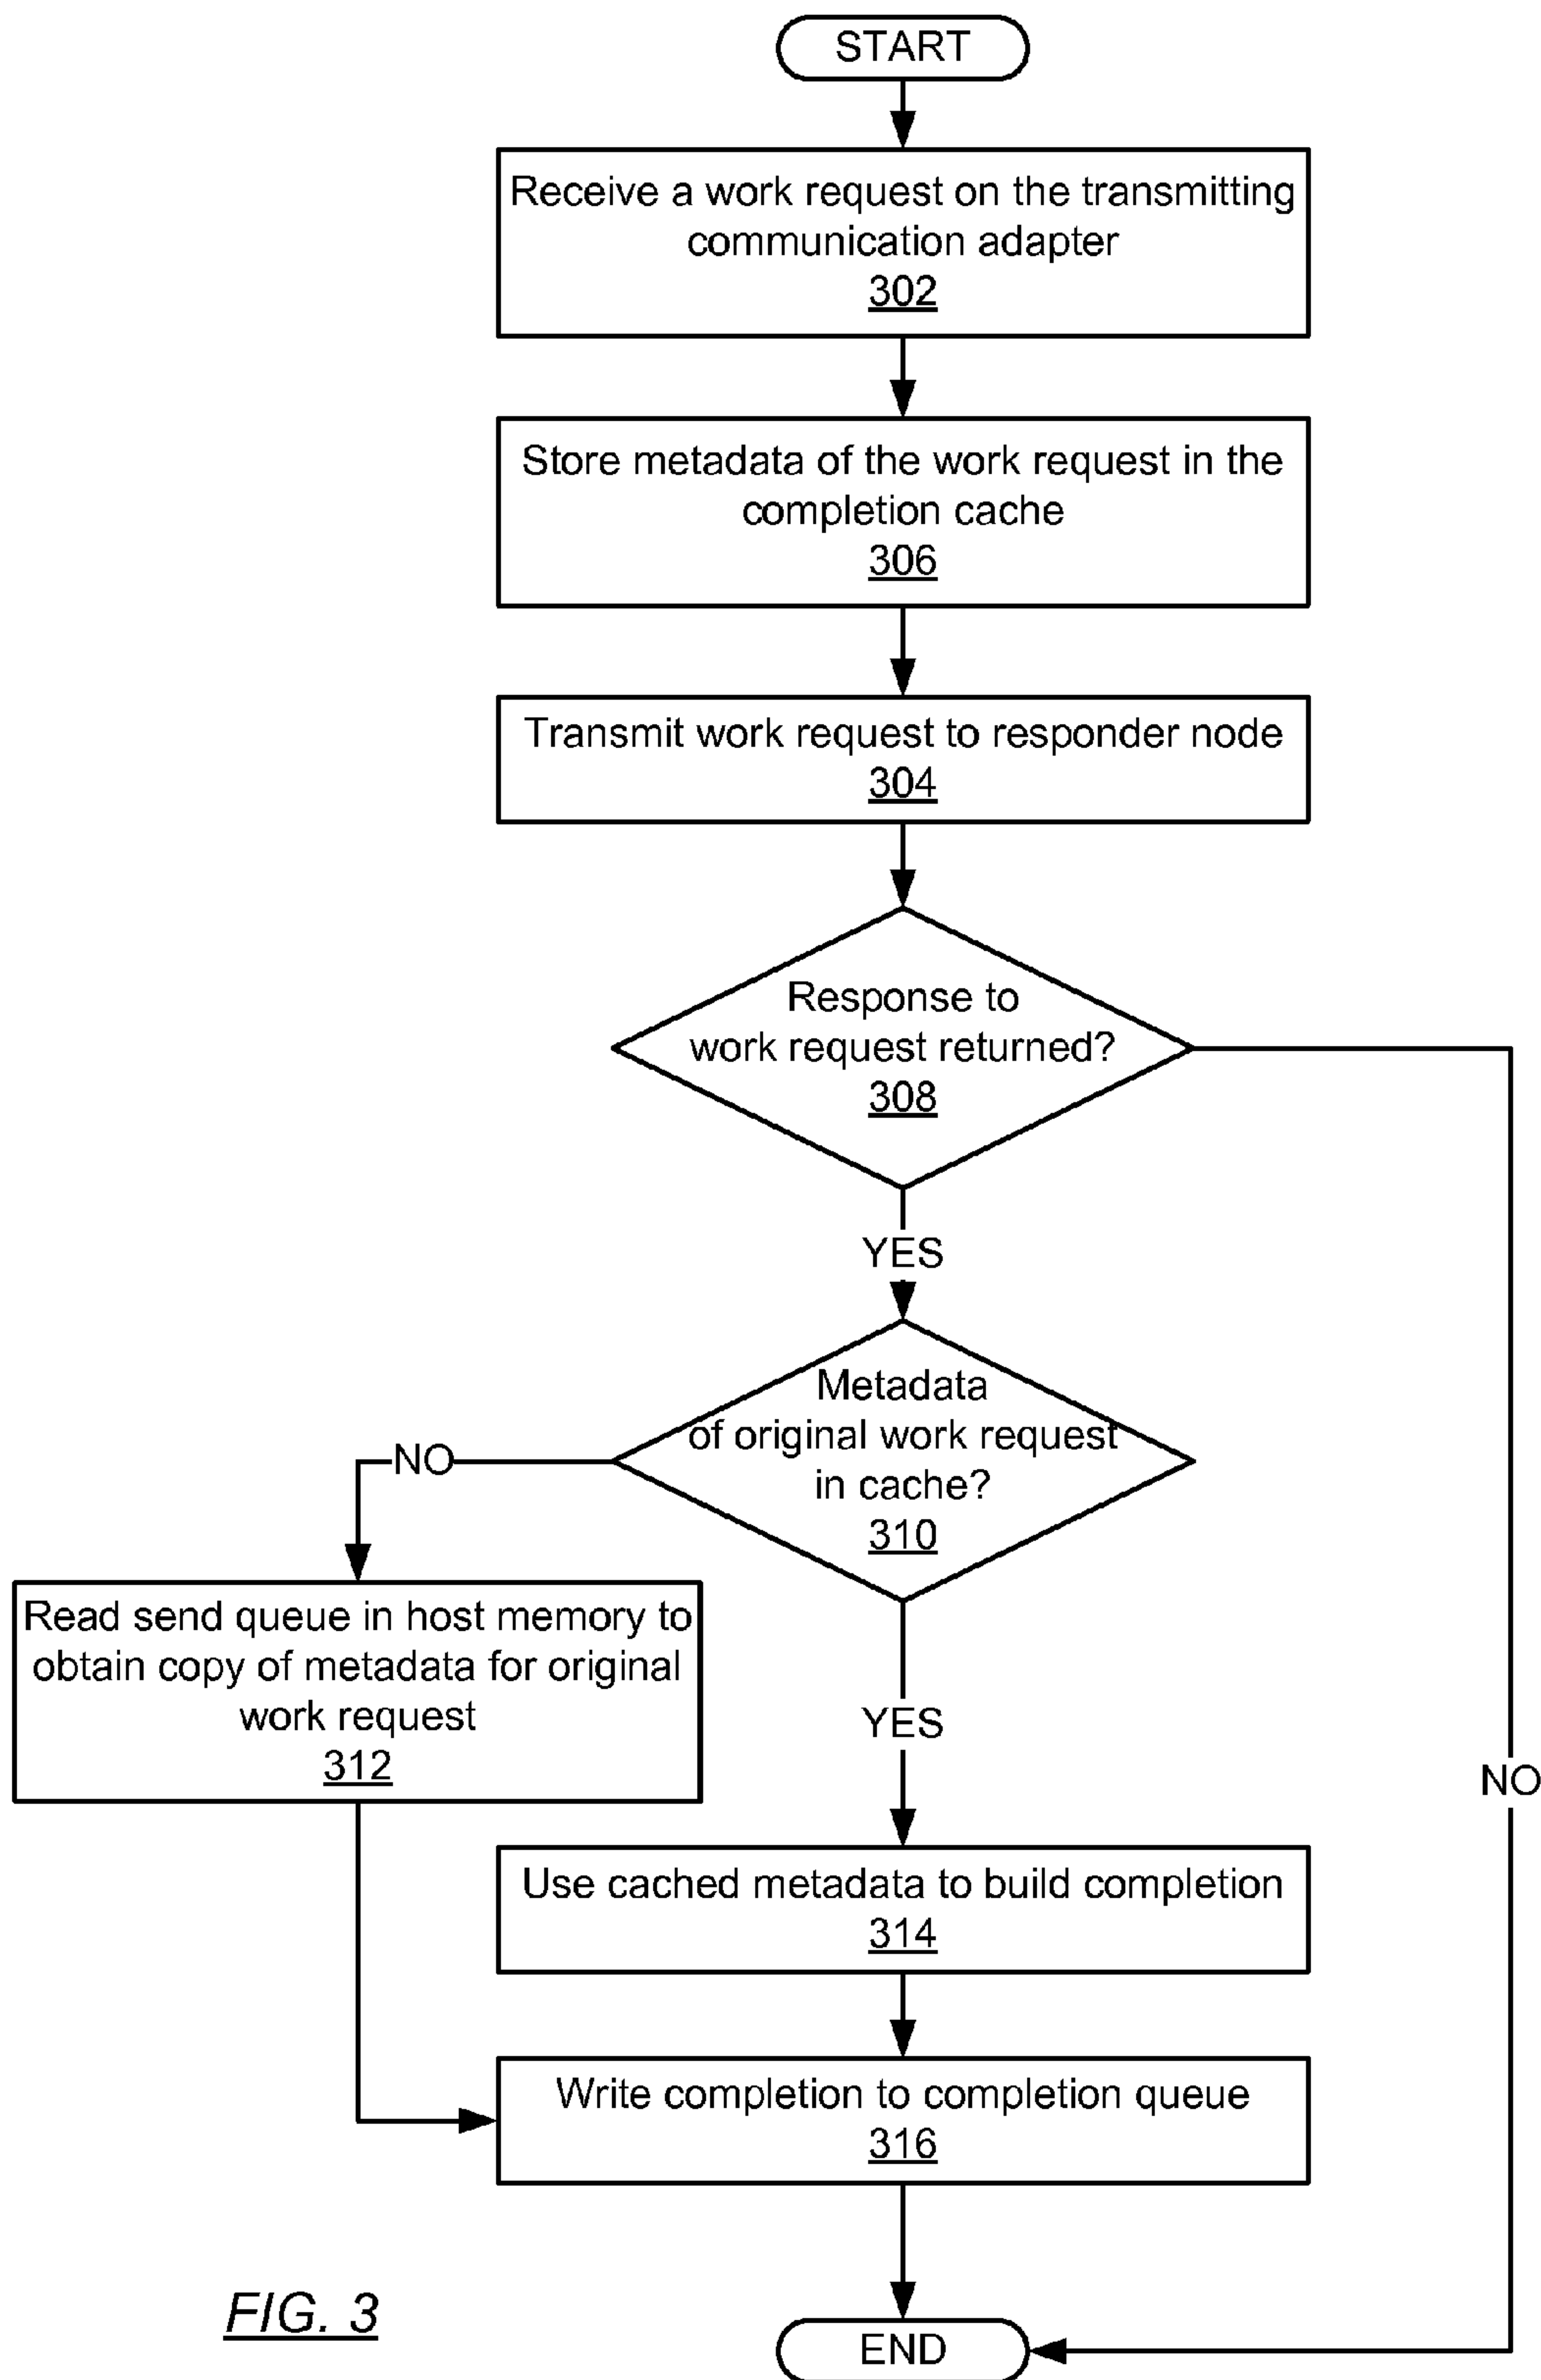 START
Receive a work request on the transmitting
communication adapter
302
Store metadata of the work request in the
completion cache
306
Transmit work request to responder node
304
Response to
work request returned?
308
YES
Metadata
of original work request
in cache?
310
NO
Read send queue in host memory to
obtain copy of metadata for original
work request
312
YES
NO
Use cached metadata to build completion
314
Write completion to completion queue
316
FIG. 3
END